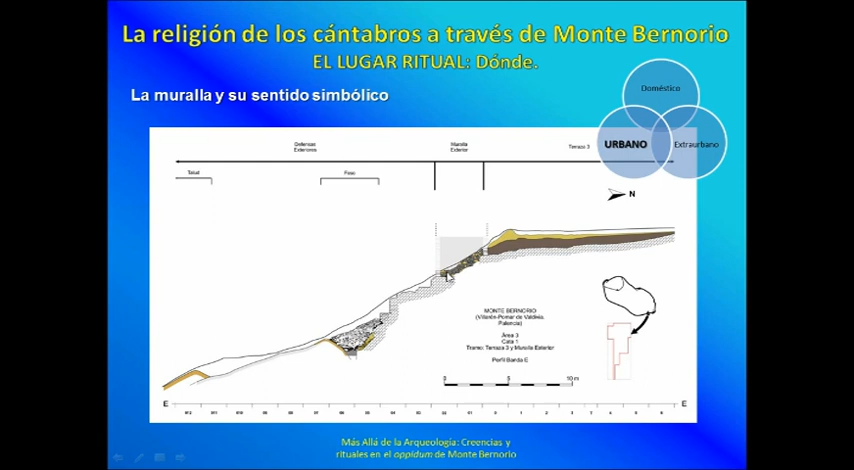 La religión de los cántabros a través de Monte Bernorio
EL LUGAR RITUAL: Dónde.
La muralla y su sentido simbólico
Doméstico
URBANO
Extraurbano
Defensas
Exteriores
Muralla
Exterior
Terraza 3
Talud
Foso
N
MONTE BERNORIO
(Villarén-Pomar de Valdivia.
Palencia)
Área 3
Cata 1
Tramo: Terraza 3 y Muralla Exterior
Perfil Banda E
0 5 10 m
E E
Más Allá de la Arqueología: Creencias y
rituales en el oppidum de Monte Bernorio